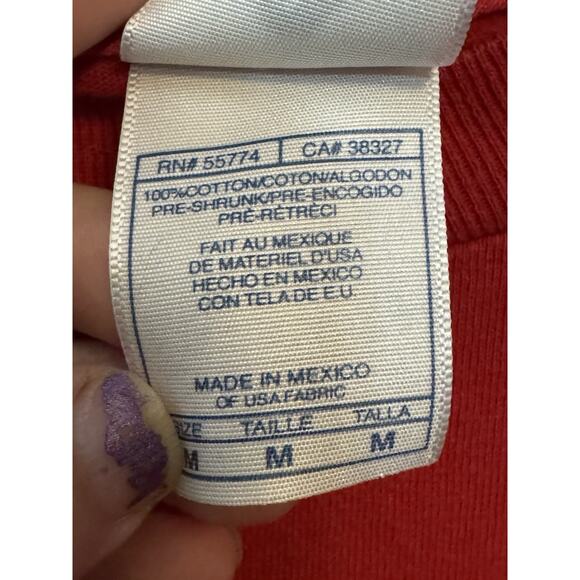 RN# 55774 CA# 38327
100%COTTON/COTON/ALGODON
PRE-SHRUNK/PRE-ENCOGIDO
PRÉ-RÉTRÉCI
FAIT AU MEXIQUE
DE MATERIEL D'USA
HECHO EN MEXICO
CON TELA DE E.U.
MADE IN MEXICO
OF USA FABRIC
SIZE TAILLE TALLA
M M M